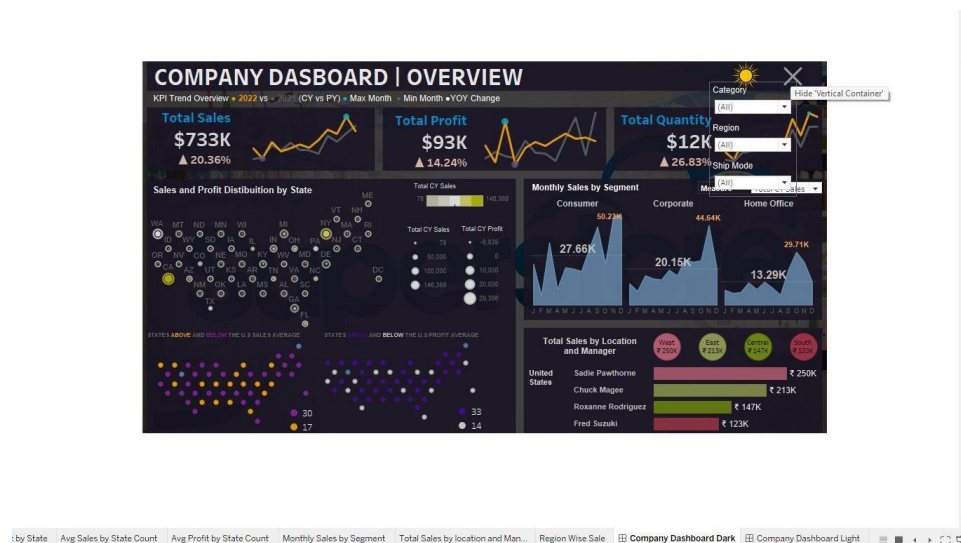 COMPANY DASBOARD | OVERVIEW
KPI Trend Overview 2022 vs 2021 (CY vs PY) Max Month Min Month YOY Change
Category
(All)
Hide 'Vertical Container'
Region
(All)
Ship Mode
(All)
Total Sales
$733K
▲ 20.36%
Total Profit
$93K
▲ 14.24%
Total Quantity
$12K
▲ 26.83%
Sales and Profit Distibuition by State
Total CY Sales
78 146,388
Total CY Sales Total CY Profit
78 -6,839
50,000 0
100,000 10,000
146,388 20,000
29,366
ME
VT NH
WA MT ND MN WI MI NY MA RI
ID WY SD IA IL IN OH PA NJ CT
OR NV CO NE MO KY WV MD DE
CA AZ UT KS AR TN VA NC DC
NM OK LA MS AL SC
TX GA
FL
STATES ABOVE AND BELOW THE U.S SALES AVERAGE
30
17
STATES ABOVE AND BELOW THE U.S PROFIT AVERAGE
33
14
Monthly Sales by Segment
Consumer Corporate Home Office
50.23K 44.64K 29.71K
27.66K 20.15K 13.29K
J F M A M J J A S O N D J F M A M J J A S O N D J F M A M J J A S O N D
Total Sales by Location
and Manager
West
₹ 250K
East
₹ 213K
Central
₹ 147K
South
₹ 123K
United
States
Sadie Pawthorne ₹ 250K
Chuck Magee ₹ 213K
Roxanne Rodriguez ₹ 147K
Fred Suzuki ₹ 123K
by State Avg Sales by State Count Avg Profit by State Count Monthly Sales by Segment Total Sales by location and Man... Region Wise Sale Company Dashboard Dark Company Dashboard Light